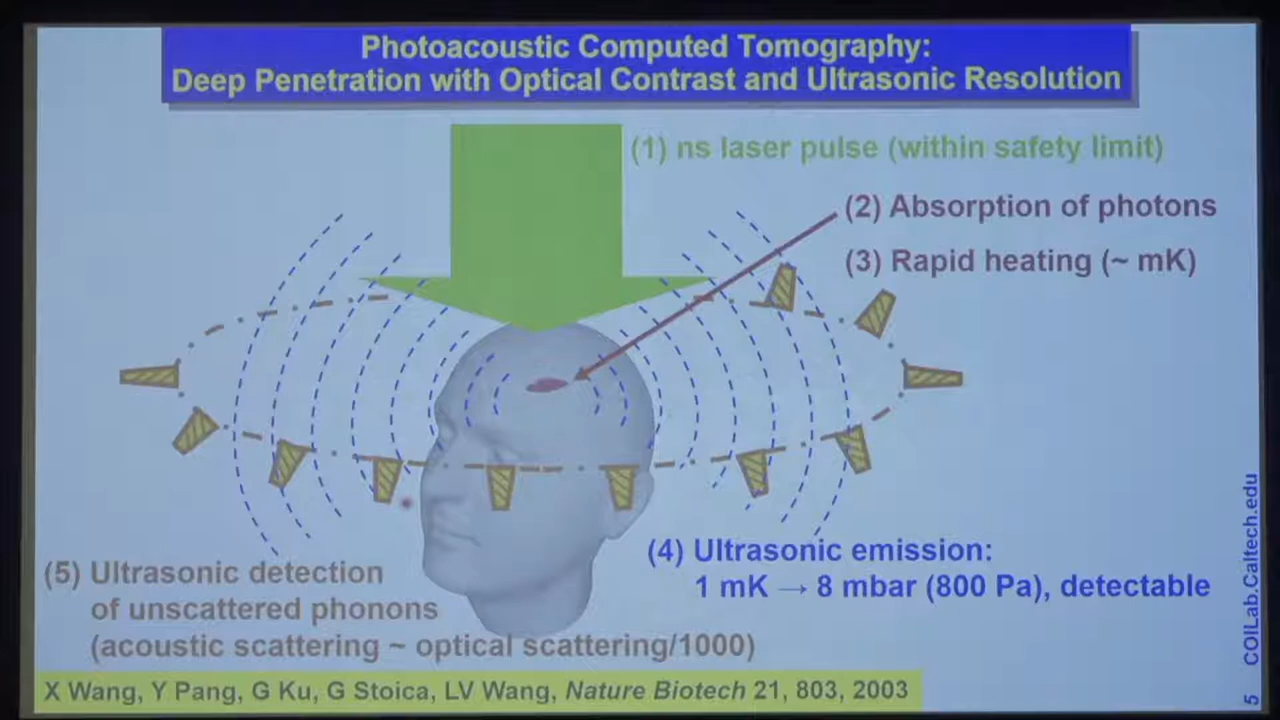 Photoacoustic Computed Tomography:
Deep Penetration with Optical Contrast and Ultrasonic Resolution
(1) ns laser pulse (within safety limit)
(2) Absorption of photons
(3) Rapid heating (~ mK)
(4) Ultrasonic emission:
1 mK → 8 mbar (800 Pa), detectable
(5) Ultrasonic detection
of unscattered phonons
(acoustic scattering ~ optical scattering/1000)
X Wang, Y Pang, G Ku, G Stoica, LV Wang, Nature Biotech 21, 803, 2003
COILab.Caltech.edu
5